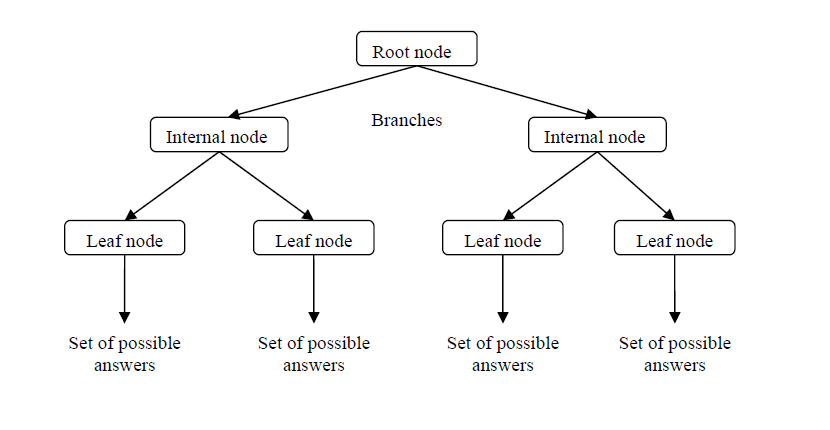 Root node
Branches
Internal node
Internal node
Leaf node
Leaf node
Leaf node
Leaf node
Set of possible
answers
Set of possible
answers
Set of possible
answers
Set of possible
answers